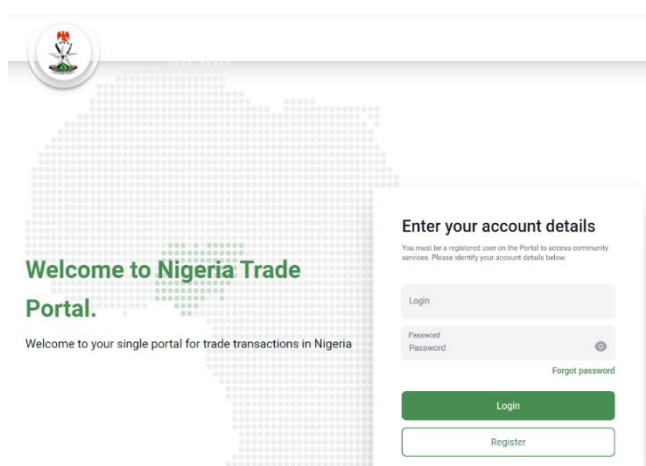 Welcome to Nigeria Trade
Portal.
Welcome to your single portal for trade transactions in Nigeria
Enter your account details
You must be a registered user on the Portal to access community
services. Please identify your account details below.
Login
Password
Password
Forgot password
Login
Register